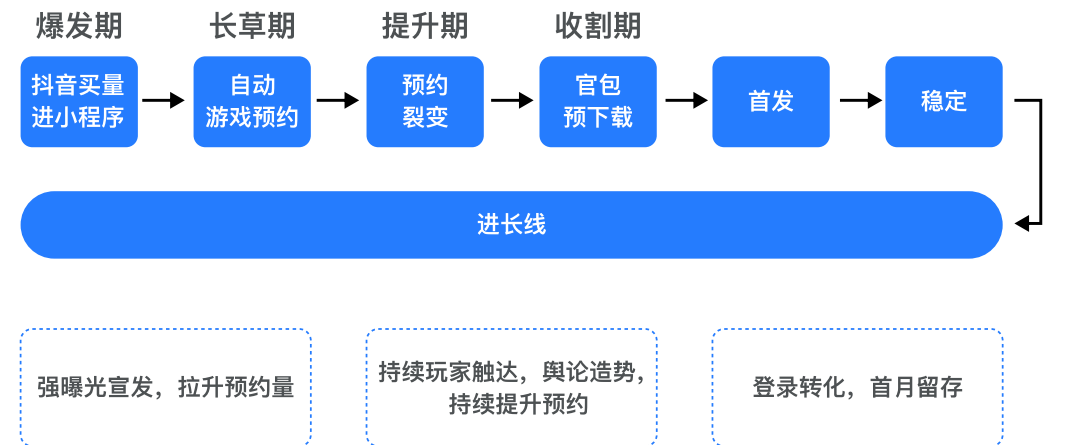 爆发期
长草期
提升期
收割期
抖音买量
进小程序
自动
游戏预约
预约
裂变
官包
预下载
首发
稳定
进长线
强曝光宣发，拉升预约量
持续玩家触达，舆论造势，
持续提升预约
登录转化，首月留存